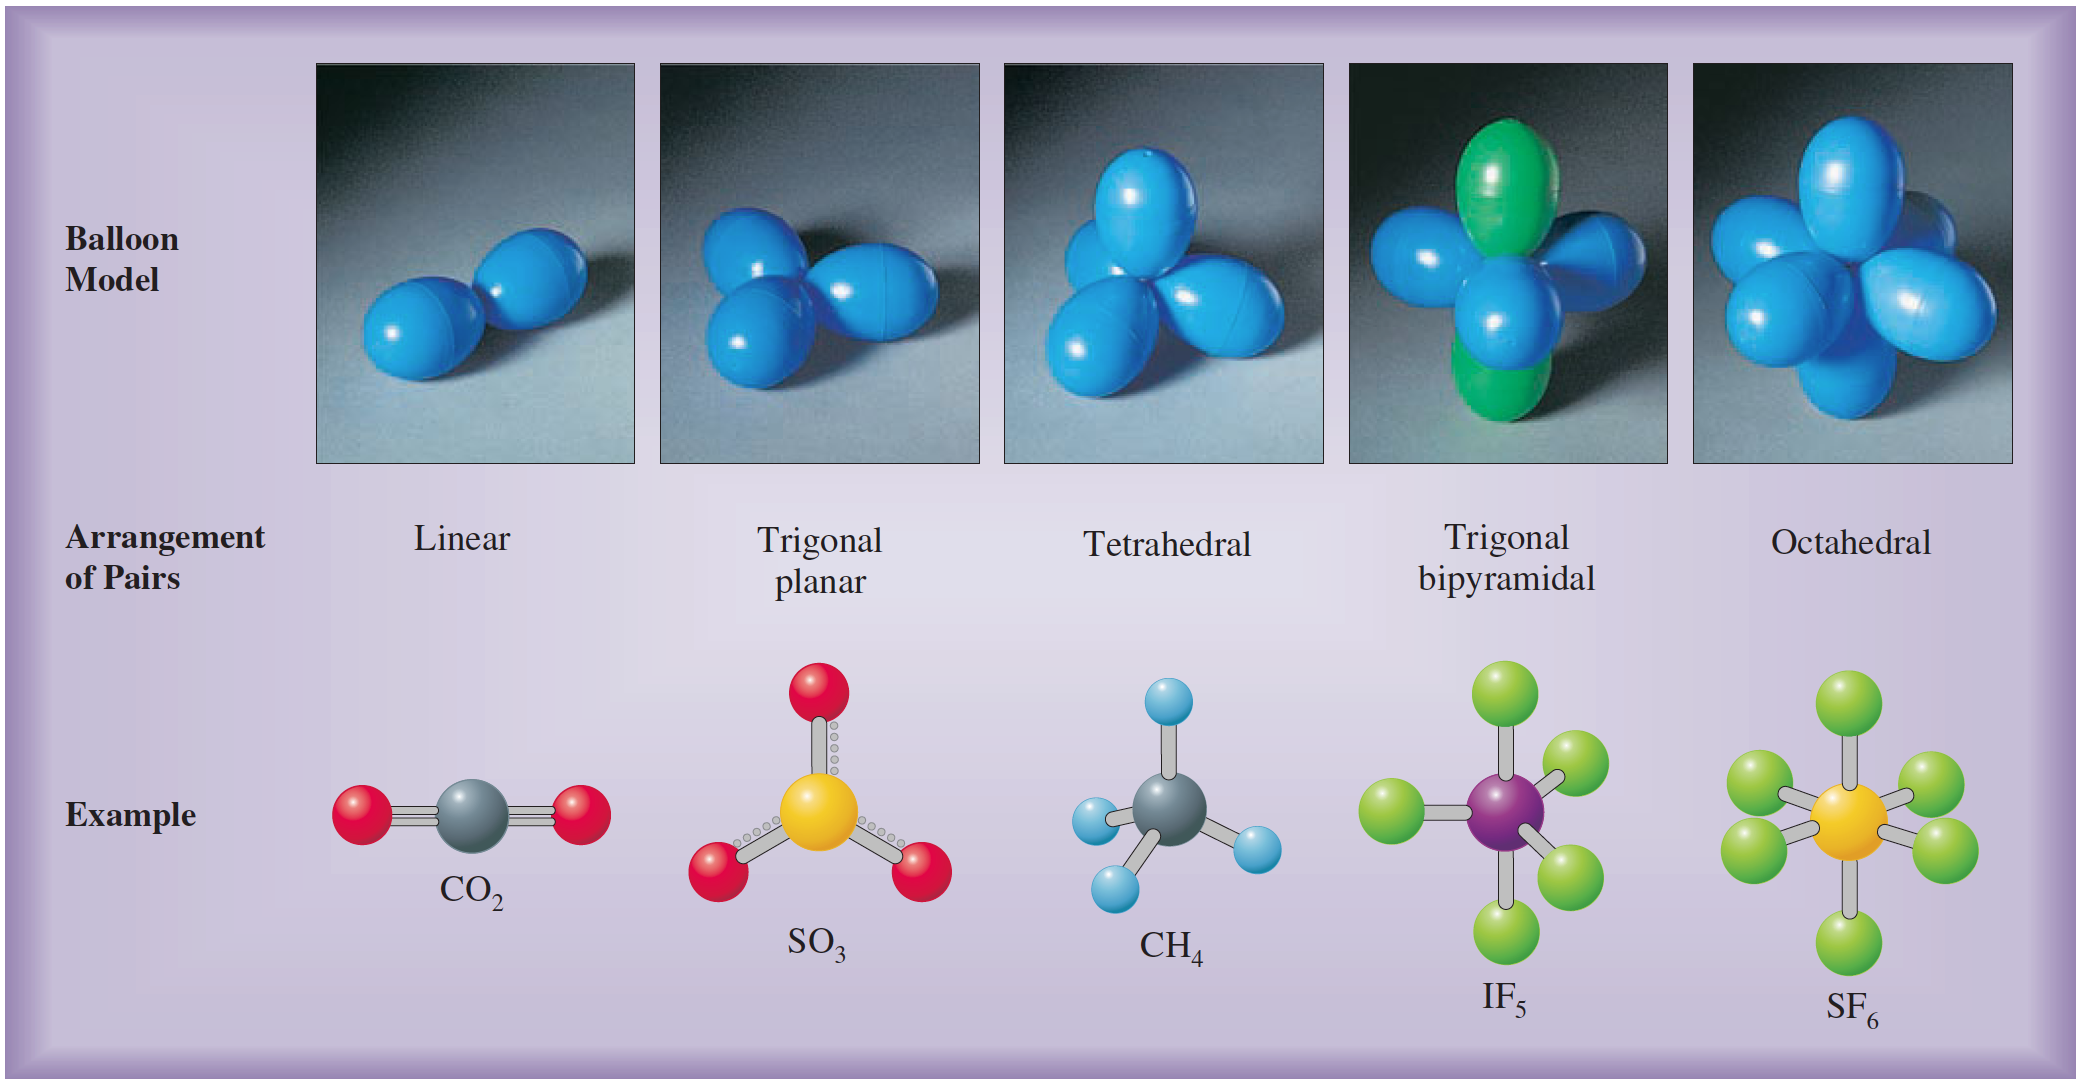 Balloon
Model
Arrangement
of Pairs
Linear
Trigonal
planar
Tetrahedral
Trigonal
bipyramidal
Octahedral
Example
CO₂
SO₃
CH₄
IF₅
SF₆